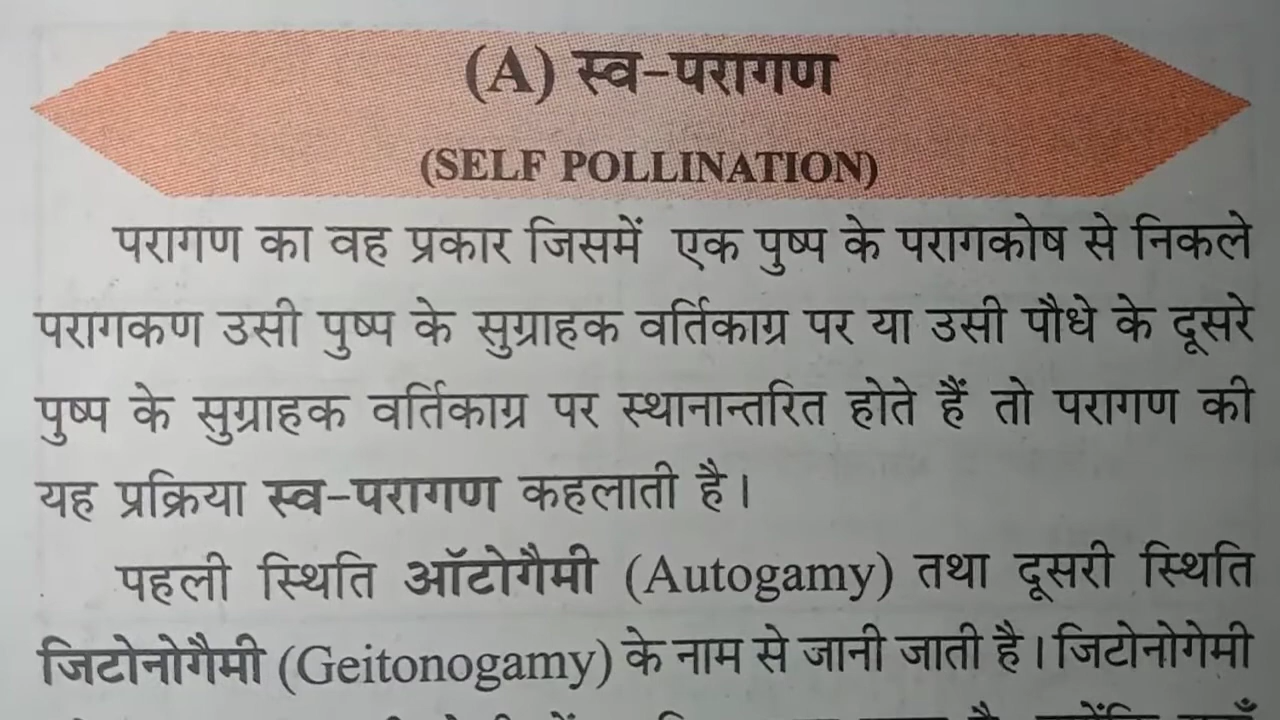 (A) स्व-परागण
(SELF POLLINATION)
परागण का वह प्रकार जिसमें एक पुष्प के परागकोष से निकले
परागकण उसी पुष्प के सुग्राहक वर्तिकाग्र पर या उसी पौधे के दूसरे
पुष्प के सुग्राहक वर्तिकाग्र पर स्थानान्तरित होते हैं तो परागण की
यह प्रक्रिया स्व-परागण कहलाती है।
पहली स्थिति ऑटोगैमी (Autogamy) तथा दूसरी स्थिति
जिटोनोगैमी (Geitonogamy) के नाम से जानी जाती है। जिटोनोगेमी